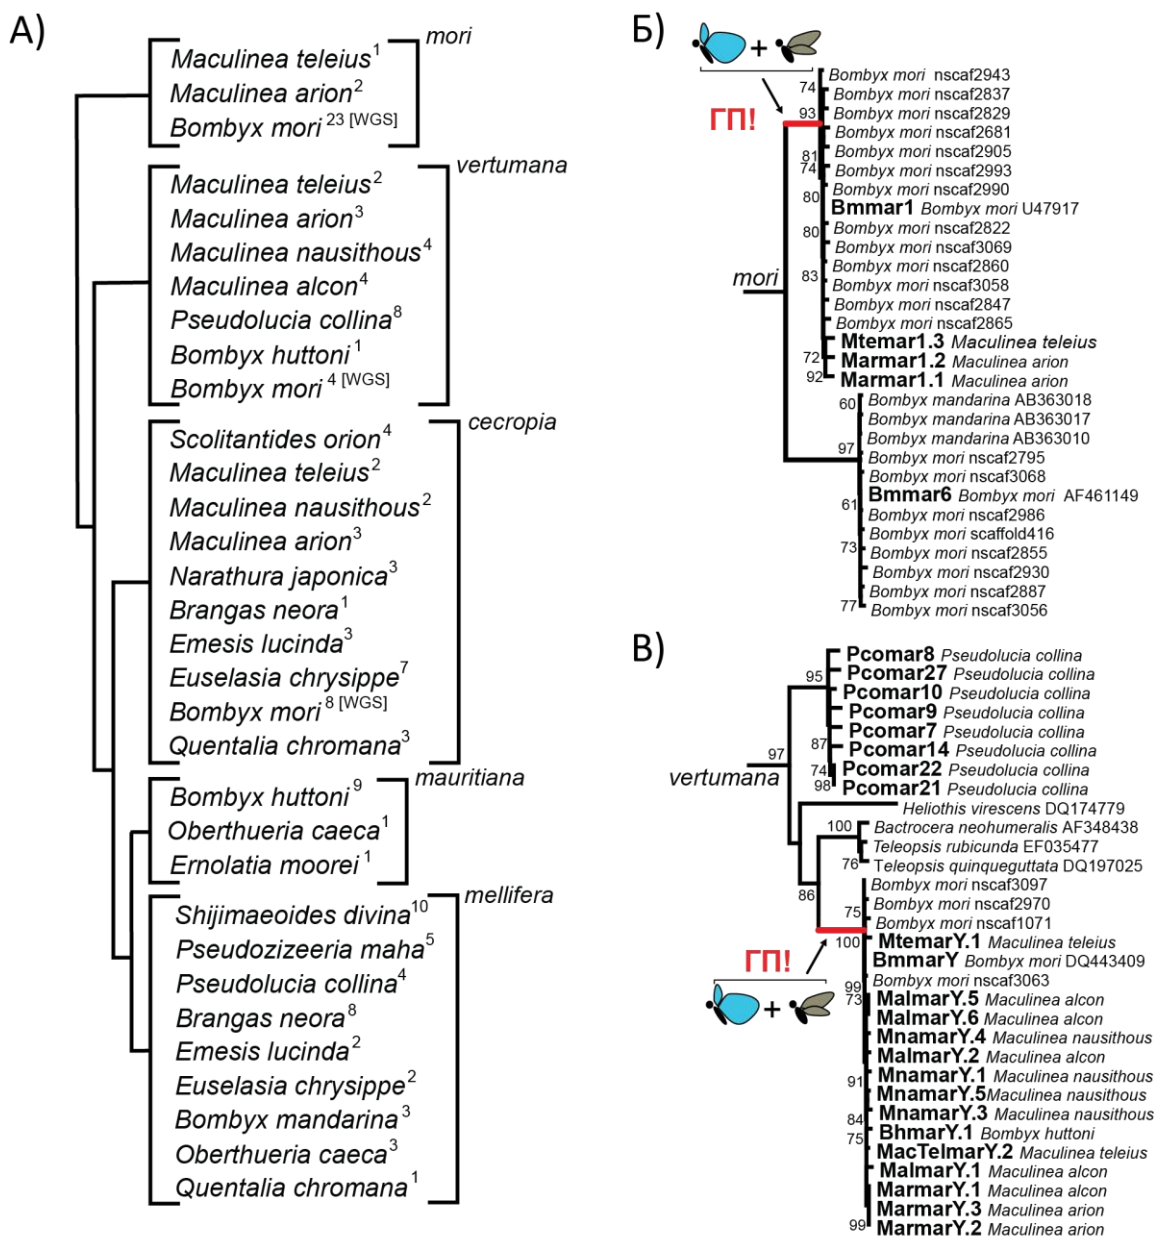 А)
mori
Maculinea teleius1
Maculinea arion2
Bombyx mori 23 [WGS]
vertumana
Maculinea teleius2
Maculinea arion3
Maculinea nausithous4
Maculinea alcon4
Pseudolucia collina8
Bombyx huttoni1
Bombyx mori 4 [WGS]
cecropia
Scolitantides orion4
Maculinea teleius2
Maculinea nausithous2
Maculinea arion3
Narathura japonica3
Brangas neora1
Emesis lucinda3
Euselasia chrysippe7
Bombyx mori 8 [WGS]
Quentalia chromana3
mauritiana
Bombyx huttoni9
Oberthueria caeca1
Ernolatia moorei1
mellifera
Shijimaeoides divina10
Pseudozizeeria maha5
Pseudolucia collina4
Brangas neora8
Emesis lucinda2
Euselasia chrysippe2
Bombyx mandarina3
Oberthueria caeca3
Quentalia chromana1
Б)
+
ГП!
mori
Bombyx mori nscaf2943
74
Bombyx mori nscaf2837
93
Bombyx mori nscaf2829
Bombyx mori nscaf2681
81
Bombyx mori nscaf2905
74
Bombyx mori nscaf2993
Bombyx mori nscaf2990
80
Bmmar1 Bombyx mori U47917
80
Bombyx mori nscaf2822
Bombyx mori nscaf3069
Bombyx mori nscaf2860
83
Bombyx mori nscaf3058
Bombyx mori nscaf2847
Bombyx mori nscaf2865
Mtemar1.3 Maculinea teleius
72
Marmar1.2 Maculinea arion
92
Marmar1.1 Maculinea arion
60
Bombyx mandarina AB363018
Bombyx mandarina AB363017
Bombyx mandarina AB363010
97
Bombyx mori nscaf2795
Bombyx mori nscaf3068
Bmmar6 Bombyx mori AF461149
61
Bombyx mori nscaf2986
Bombyx mori scaffold416
73
Bombyx mori nscaf2855
Bombyx mori nscaf2930
Bombyx mori nscaf2887
77
Bombyx mori nscaf3056
В)
vertumana
97
Pcomar8 Pseudolucia collina
95
Pcomar27 Pseudolucia collina
Pcomar10 Pseudolucia collina
Pcomar9 Pseudolucia collina
Pcomar7 Pseudolucia collina
87
Pcomar14 Pseudolucia collina
74
Pcomar22 Pseudolucia collina
98
Pcomar21 Pseudolucia collina
Heliothis virescens DQ174779
100
Bactrocera neohumeralis AF348438
Teleopsis rubicunda EF035477
76
Teleopsis quinqueguttata DQ197025
86
Bombyx mori nscaf3097
75
Bombyx mori nscaf2970
Bombyx mori nscaf1071
100
MtemarY.1 Maculinea teleius
ГП!
+
BmmarY Bombyx mori DQ443409
99
Bombyx mori nscaf3063
73
MalmarY.5 Maculinea alcon
MalmarY.6 Maculinea alcon
MnamarY.4 Maculinea nausithous
MalmarY.2 Maculinea alcon
91
MnamarY.1 Maculinea nausithous
MnamarY.5 Maculinea nausithous
84
MnamarY.3 Maculinea nausithous
75
BhmarY.1 Bombyx huttoni
MacTelmarY.2 Maculinea teleius
MalmarY.1 Maculinea alcon
MarmarY.1 Maculinea alcon
MarmarY.3 Maculinea arion
99
MarmarY.2 Maculinea arion